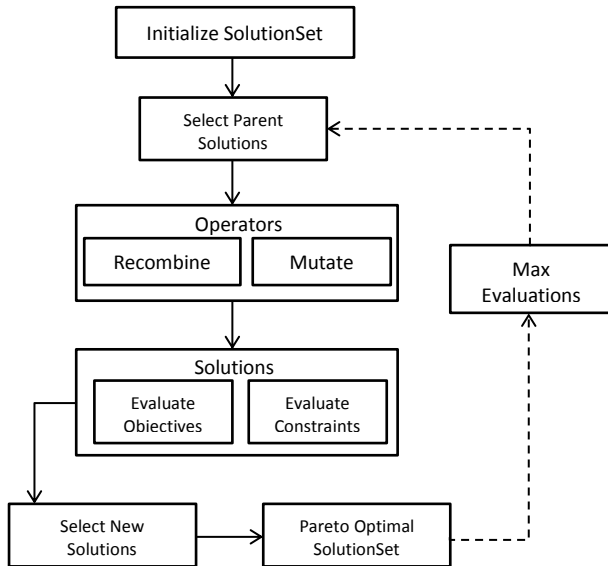 Initialize SolutionSet
Select Parent
Solutions
Operators
Recombine
Mutate
Max
Evaluations
Solutions
Evaluate
Objectives
Evaluate
Constraints
Select New
Solutions
Pareto Optimal
SolutionSet